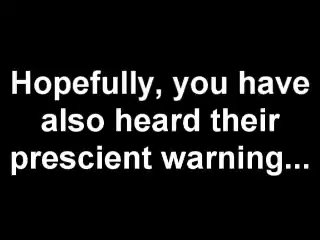 Hopefully, you have
also heard their
prescient warning...